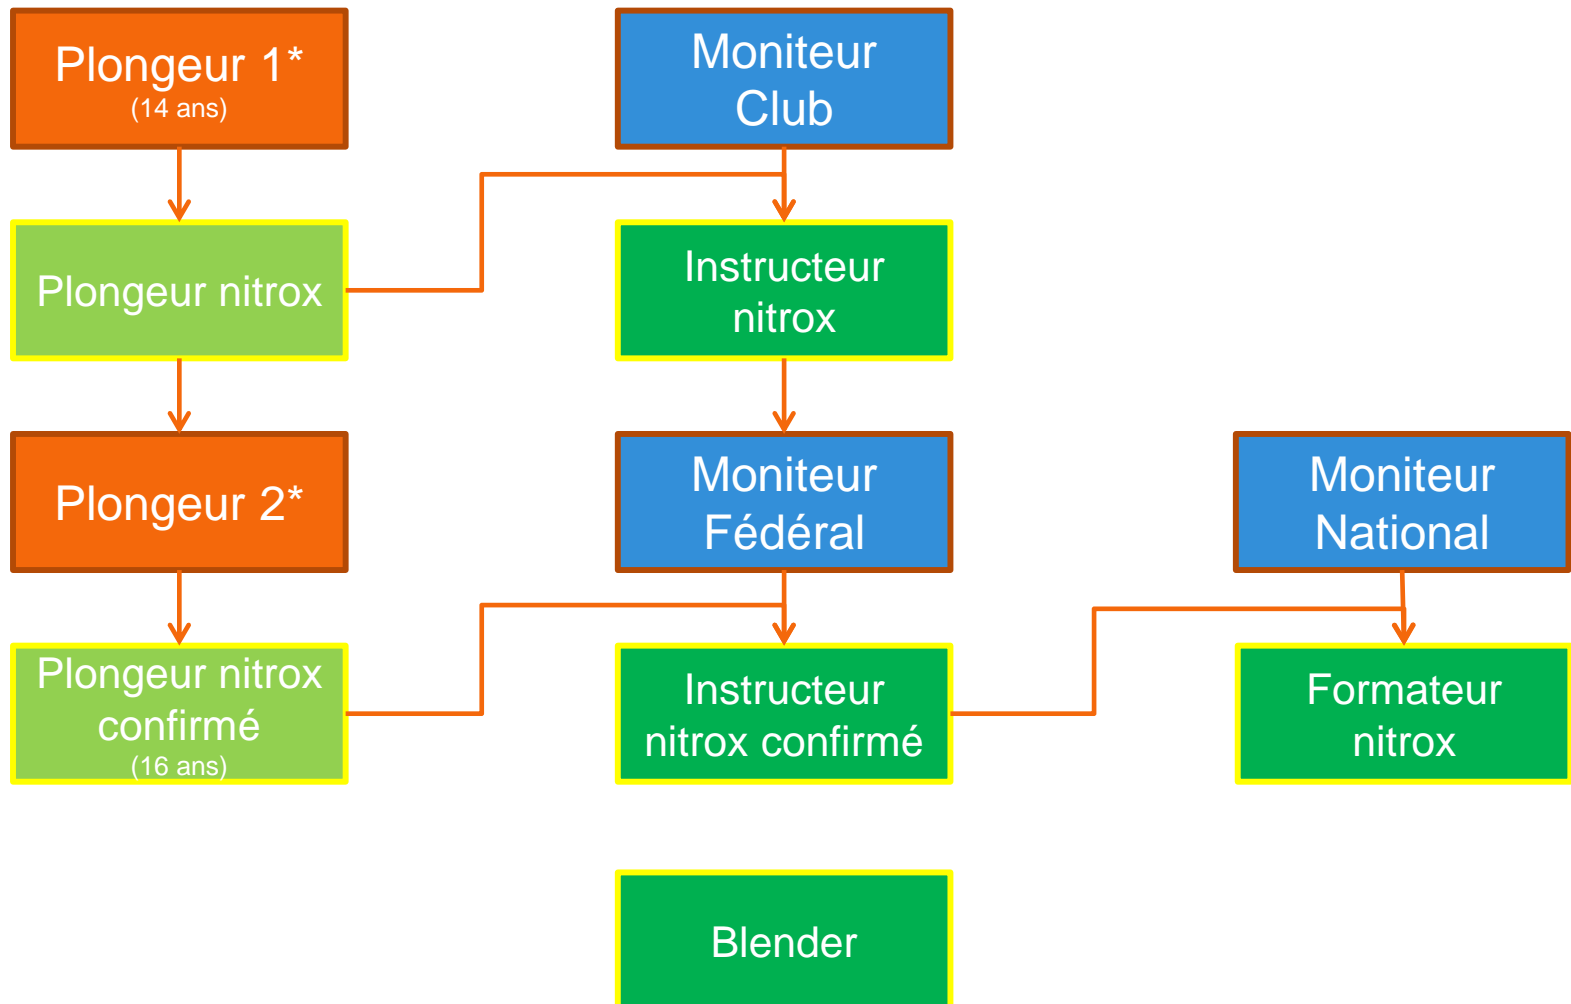 Plongeur 1*
(14 ans)
Moniteur
Club
Plongeur nitrox
Instructeur
nitrox
Plongeur 2*
Moniteur
Fédéral
Moniteur
National
Plongeur nitrox
confirmé
(16 ans)
Instructeur
nitrox confirmé
Formateur
nitrox
Blender